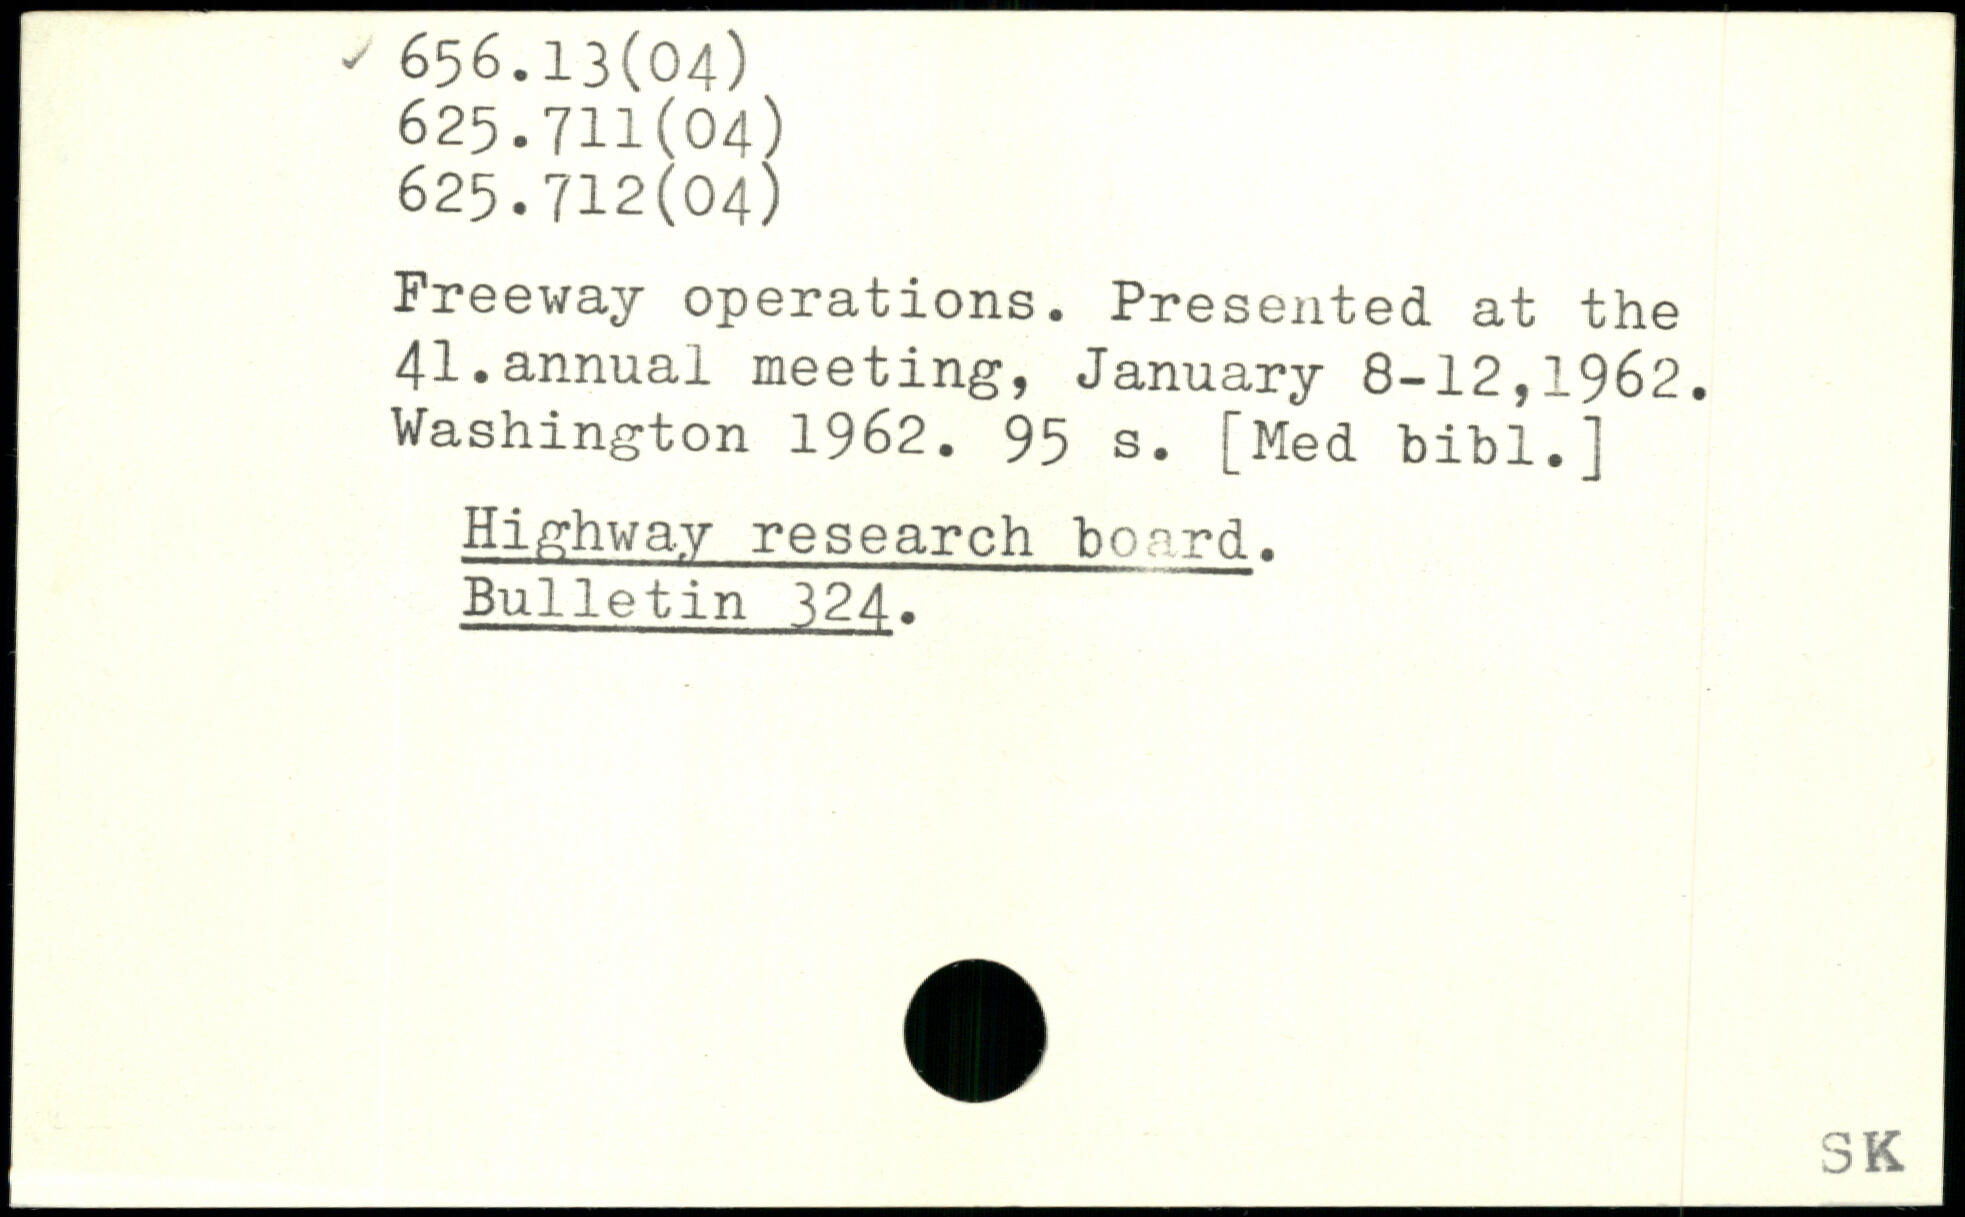 ✓ 656.13(04)
625.711(04)
625.712(04)
Freeway operations. Presented at the
41.annual meeting, January 8-12,1962.
Washington 1962. 95 s. [Med bibl.]
Highway research board.
Bulletin 324.
SK